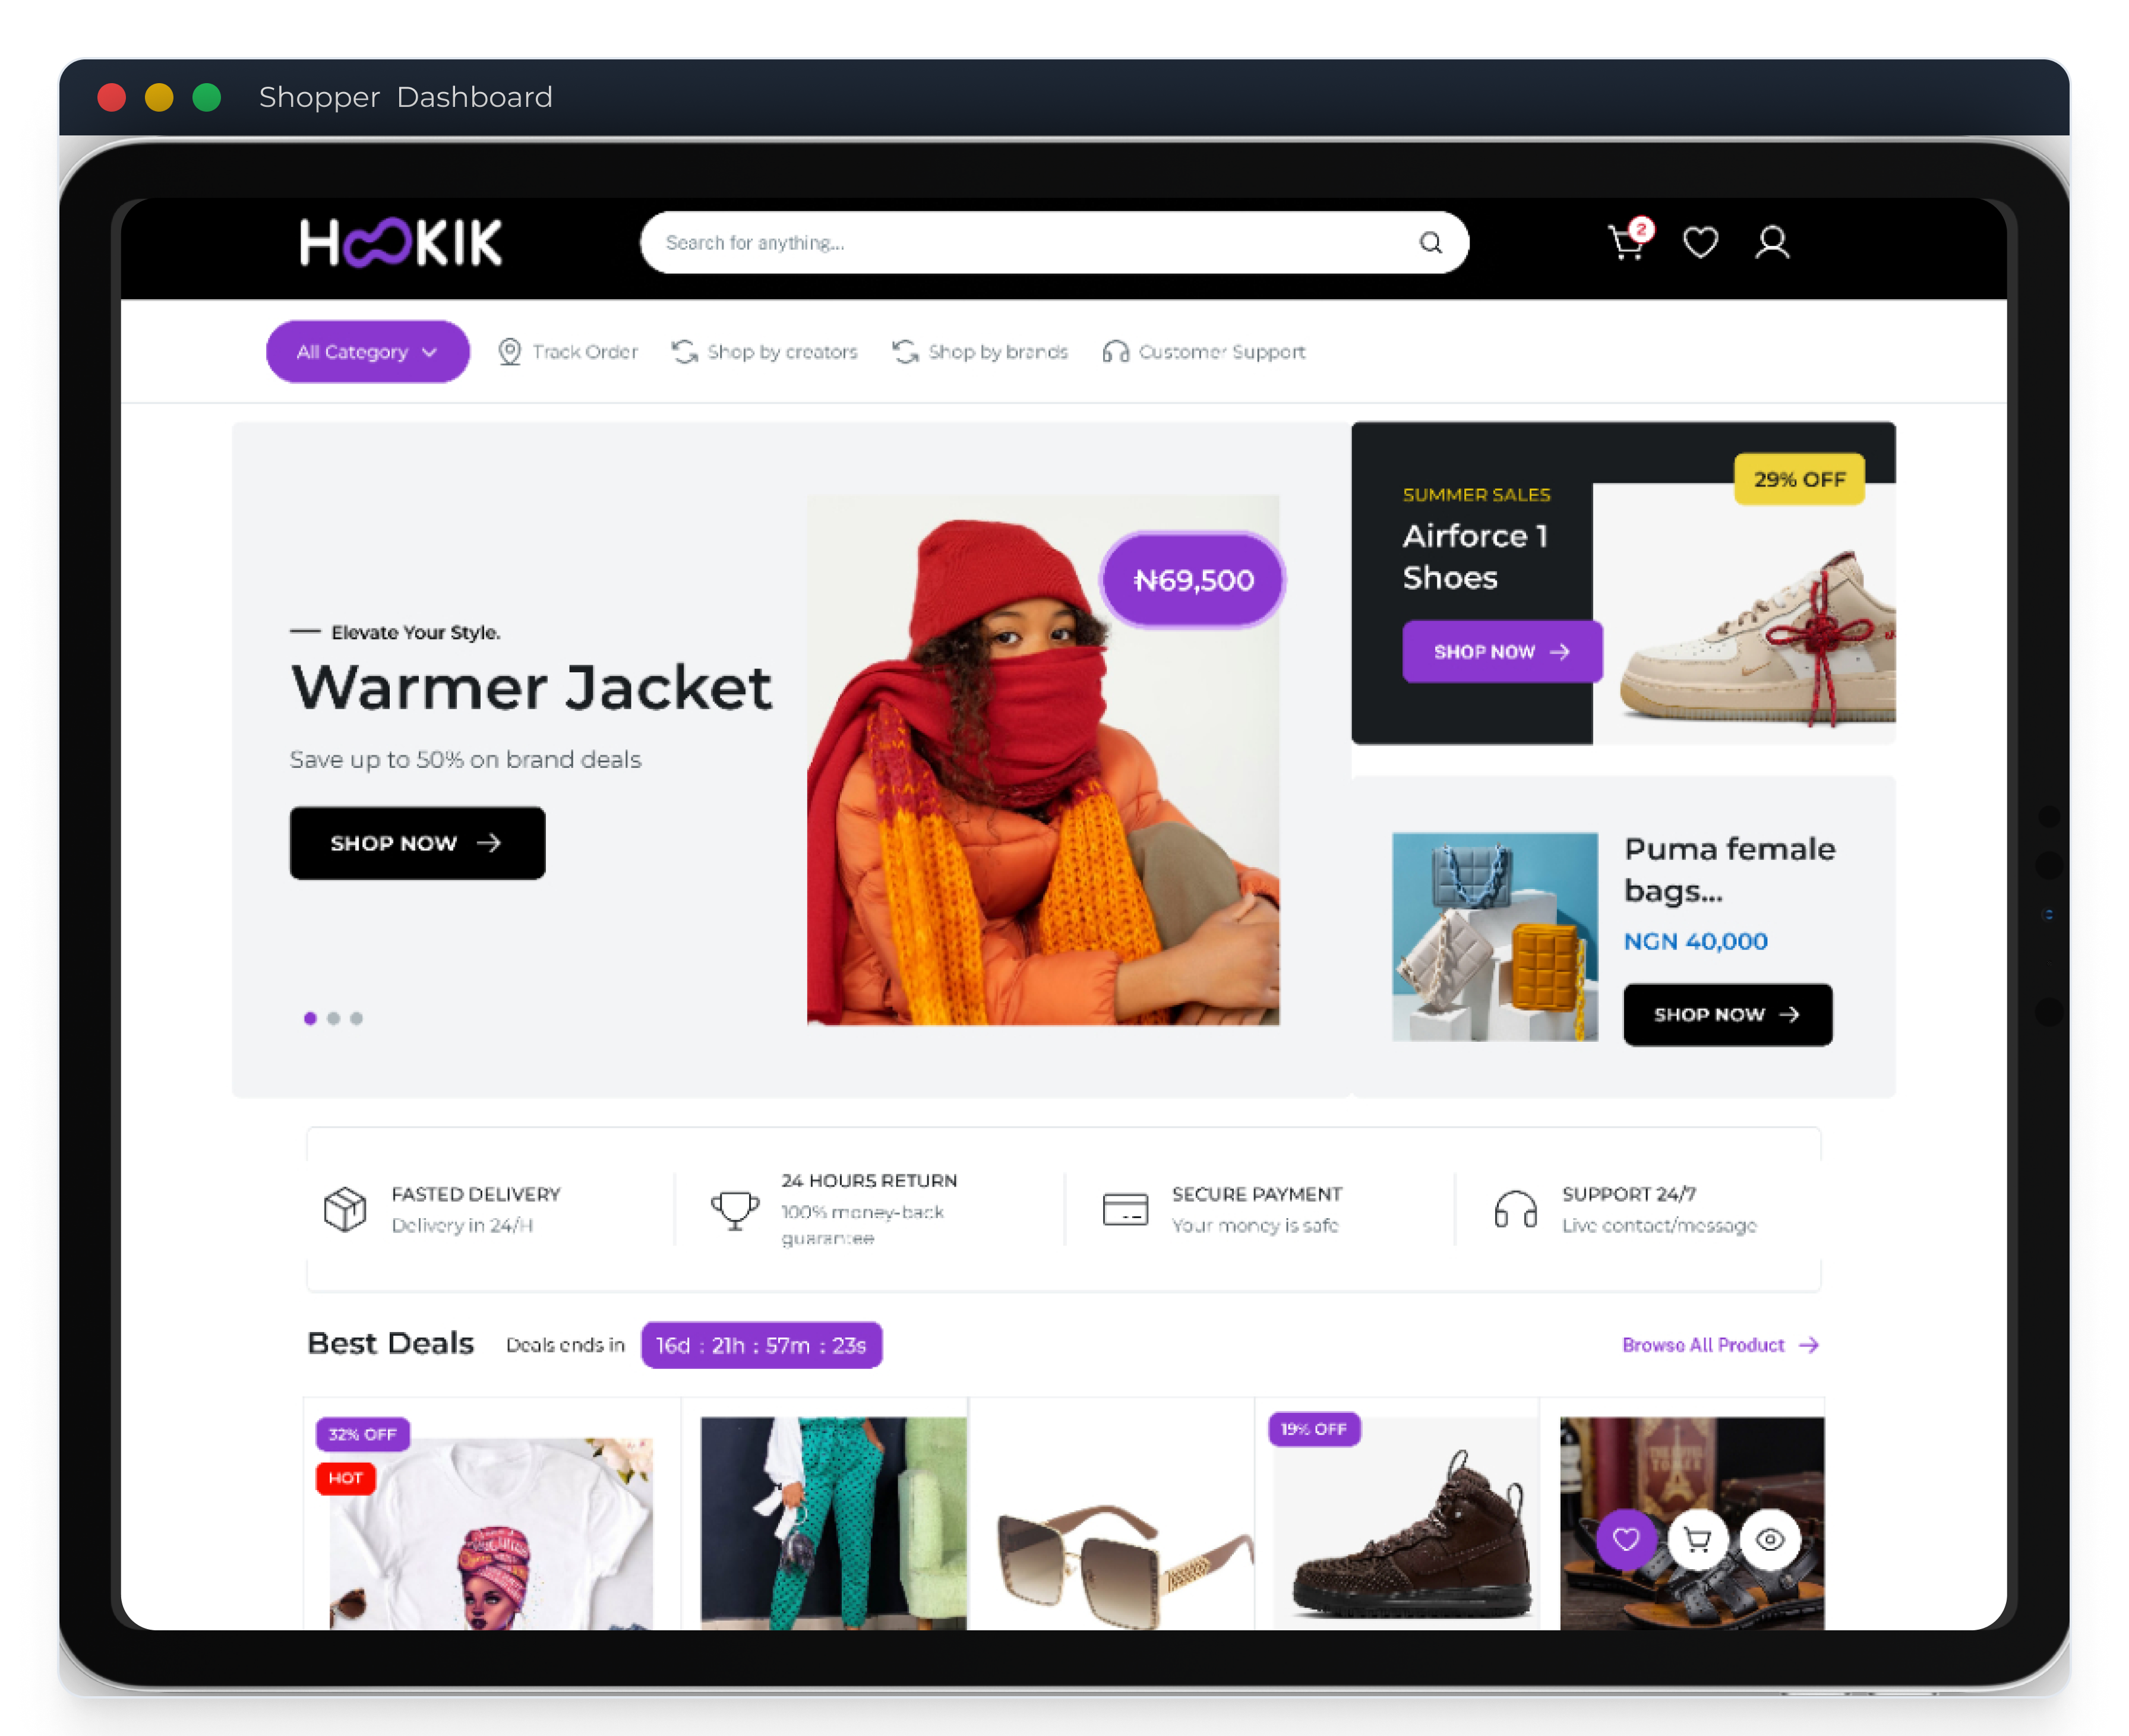 Shopper Dashboard
HOOKIK
Search for anything...
2
All Category
Track Order
Shop by creators
Shop by brands
Customer Support
Elevate Your Style.
Warmer Jacket
Save up to 50% on brand deals
SHOP NOW
₦69,500
SUMMER SALES
Airforce 1
Shoes
SHOP NOW
29% OFF
Puma female
bags...
NGN 40,000
SHOP NOW
FASTED DELIVERY
Delivery in 24/H
24 HOURS RETURN
100% money-back
guarantee
SECURE PAYMENT
Your money is safe
SUPPORT 24/7
Live contact/message
Best Deals
Deals ends in
16d : 21h : 57m : 23s
Browse All Product
32% OFF
HOT
19% OFF